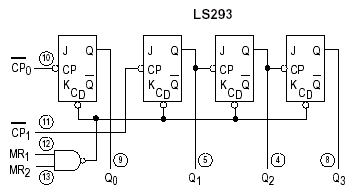 LS293
J Q J Q J Q J Q
CP0 10 CP CP CP CP
K Q K Q K Q K Q
CD CD CD CD
CP1 11
MR1 12
MR2 13
9 5 4 8
Q0 Q1 Q2 Q3